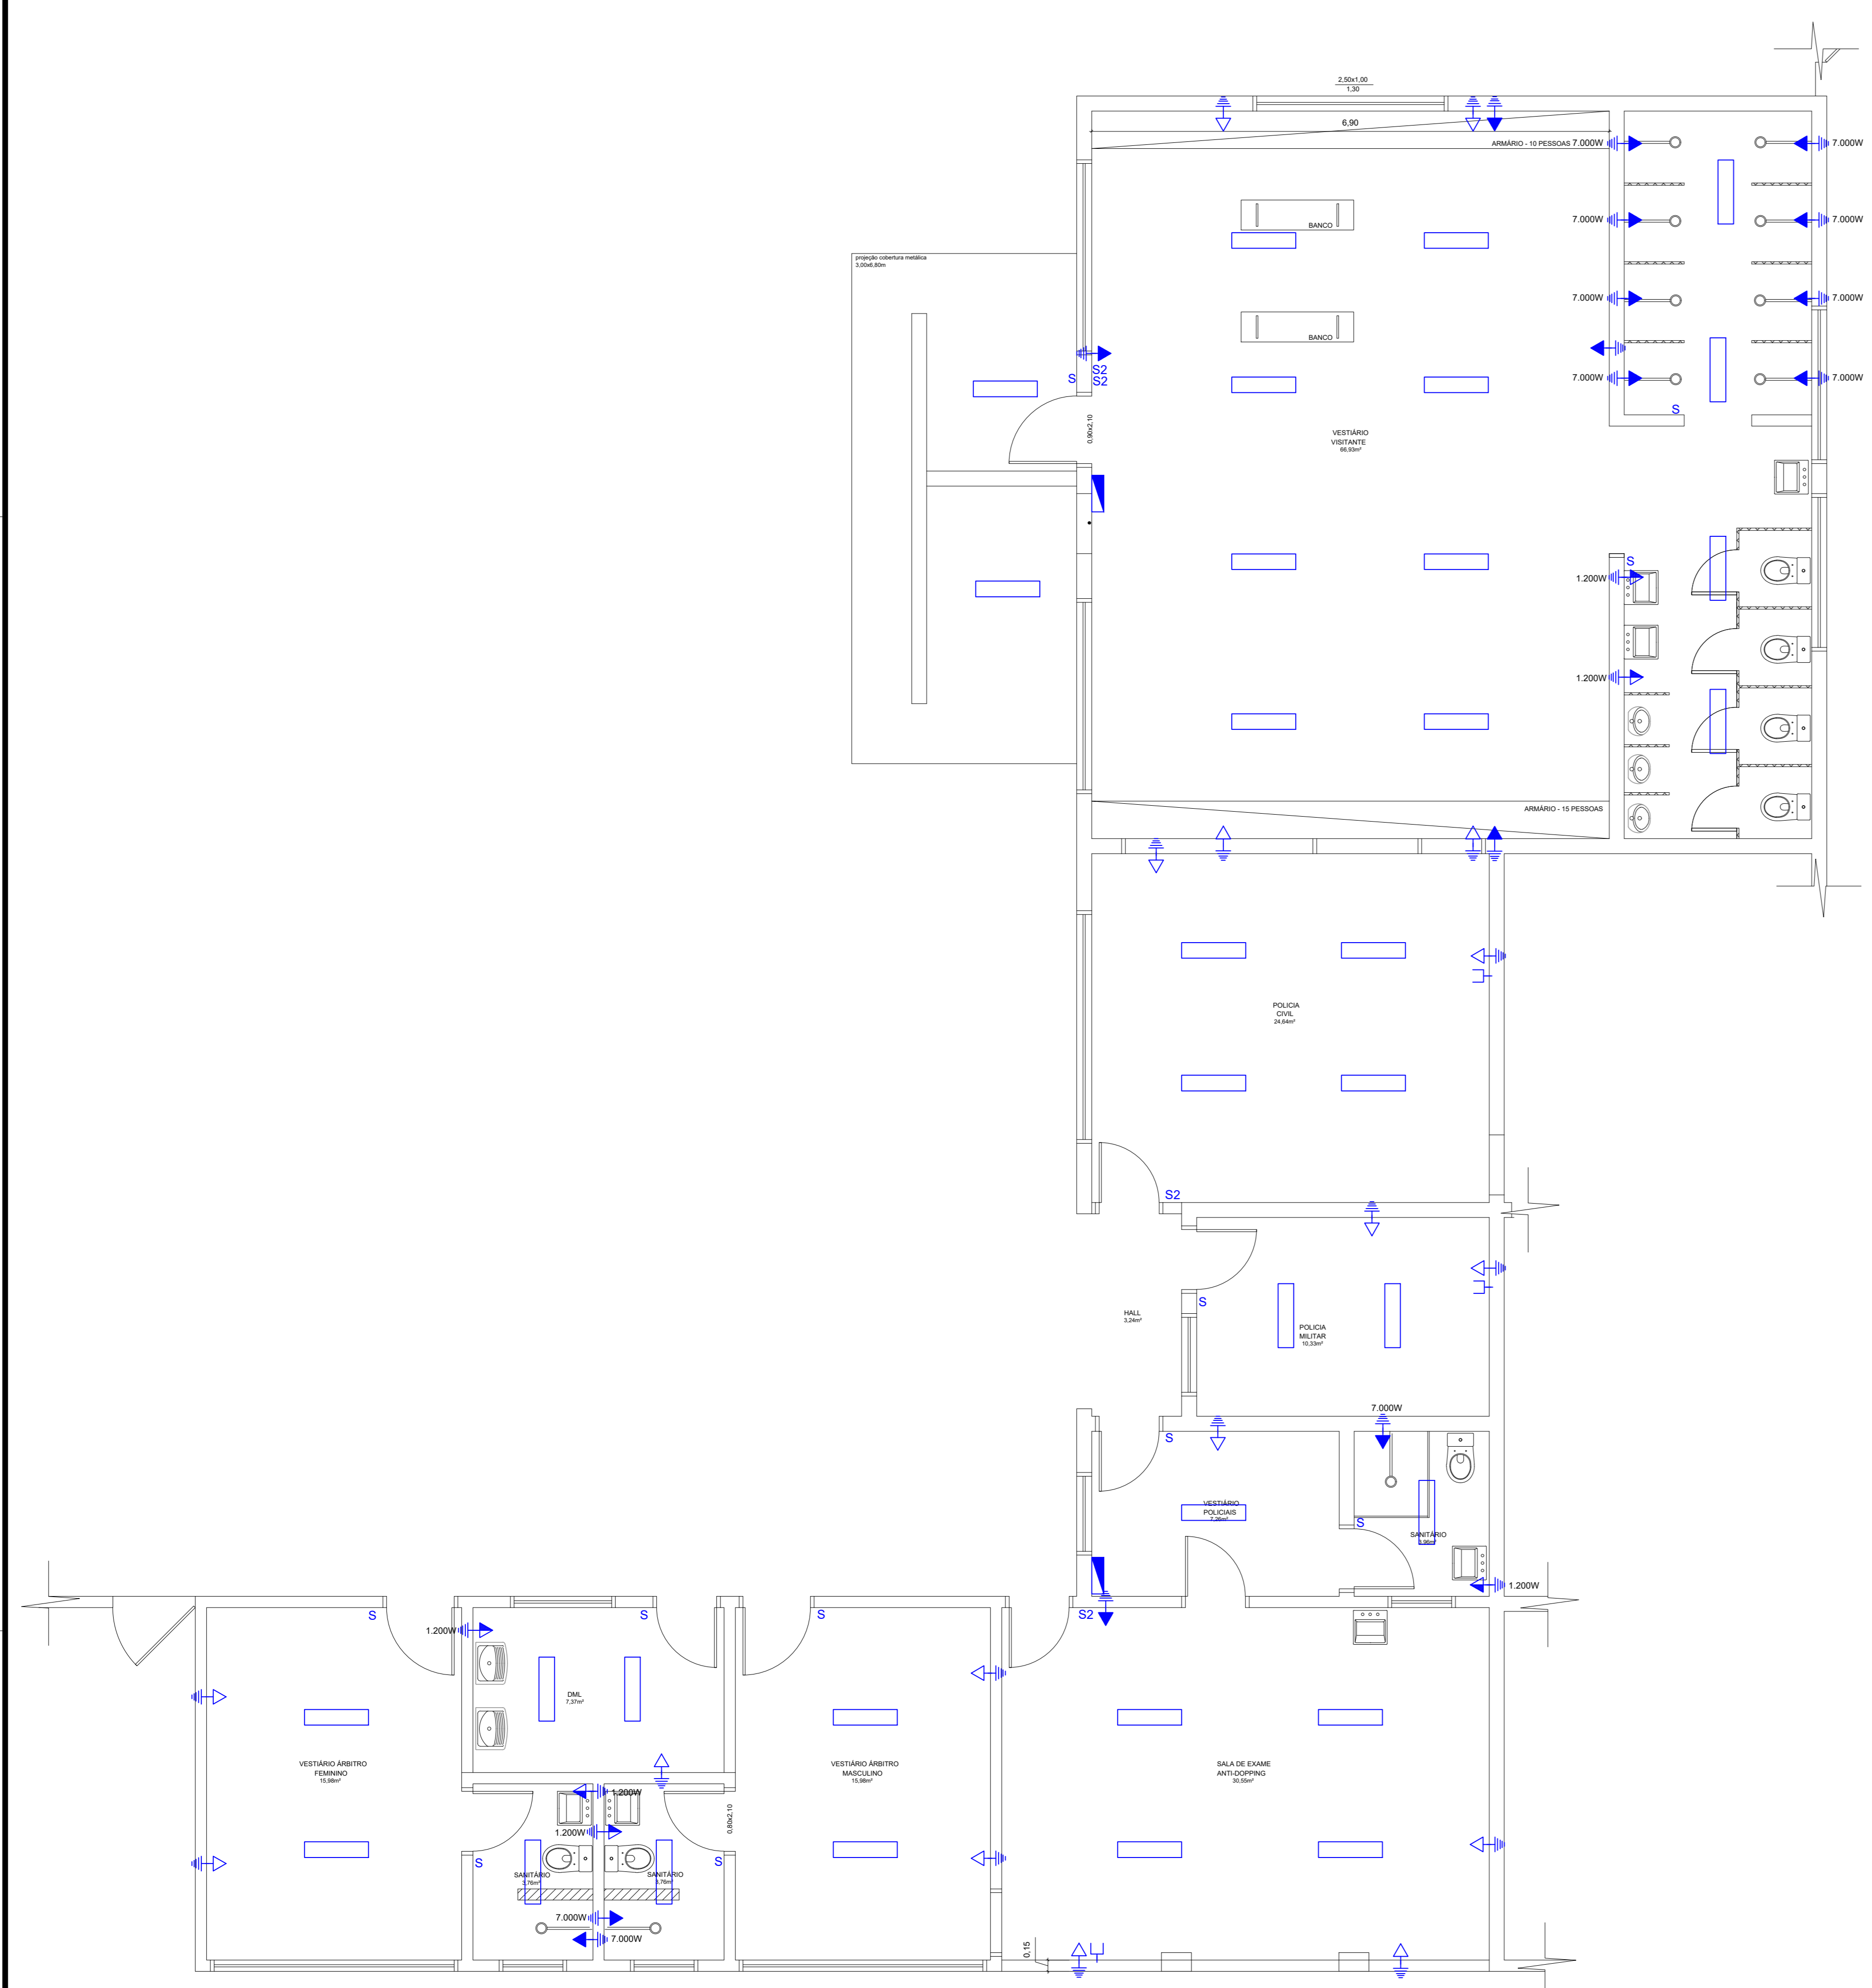 2,50x1,00
1,30
6,90
ARMÁRIO - 10 PESSOAS
7.000W
7.000W
BANCO
7.000W
7.000W
projeção cobertura metálica
3,00x6,80m
7.000W
7.000W
BANCO
S2
S
S2
7.000W
7.000W
S
0,90x2,10
VESTIÁRIO
VISITANTE
66,93m²
S
1.200W
1.200W
ARMÁRIO - 15 PESSOAS
POLICIA
CIVIL
24,64m²
S2
S
HALL
3,24m²
POLICIA
MILITAR
10,33m²
7.000W
S
VESTIÁRIO
POLICIAIS
7,26m²
S
SANITÁRIO
1.200W
S
S
S
S2
1.200W
DML
7,37m²
VESTIÁRIO ÁRBITRO
FEMININO
15,98m²
VESTIÁRIO ÁRBITRO
MASCULINO
15,98m²
SALA DE EXAME
ANTI-DOPPING
30,55m²
1.200W
0,80x2,10
1.200W
S
S
SANITÁRIO
3,76m²
SANITÁRIO
3,76m²
7.000W
7.000W
0,15